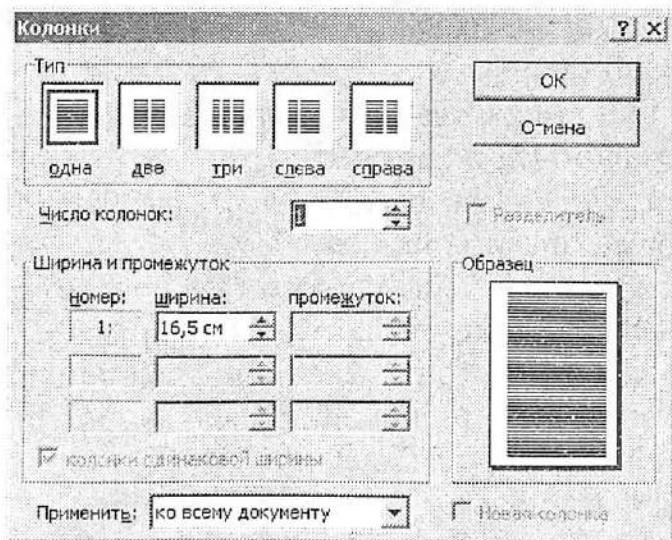 Колонки
Тип
одна две три слева справа
ОК
Отмена
Число колонок: 1
Разделитель
Ширина и промежуток
номер: ширина: промежуток:
1: 16,5 см
колонки одинаковой ширины
Образец
Применить: ко всему документу
Новая колонка